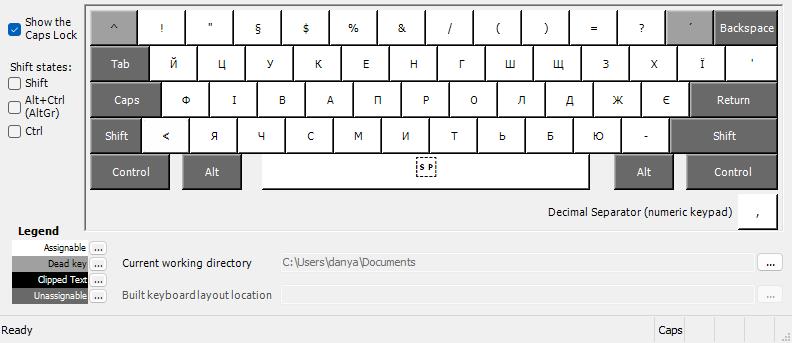 Show the
Caps Lock
^ ! " § $ % & / ( ) = ? ´ Backspace
Shift states:
Tab Й Ц У К Е Н Г Ш Щ З Х Ї '
Shift
Alt+Ctrl
(AltGr)
Ctrl
Caps Ф І В А П Р О Л Д Ж Є Return
Shift < Я Ч С М И Т Ь Б Ю - Shift
Control Alt SP Alt Control
Decimal Separator (numeric keypad) ,
Legend
Assignable ...
Dead key ...
Clipped Text ...
Unassignable ...
Current working directory C:\Users\danya\Documents ...
Built keyboard layout location ...
Ready Caps